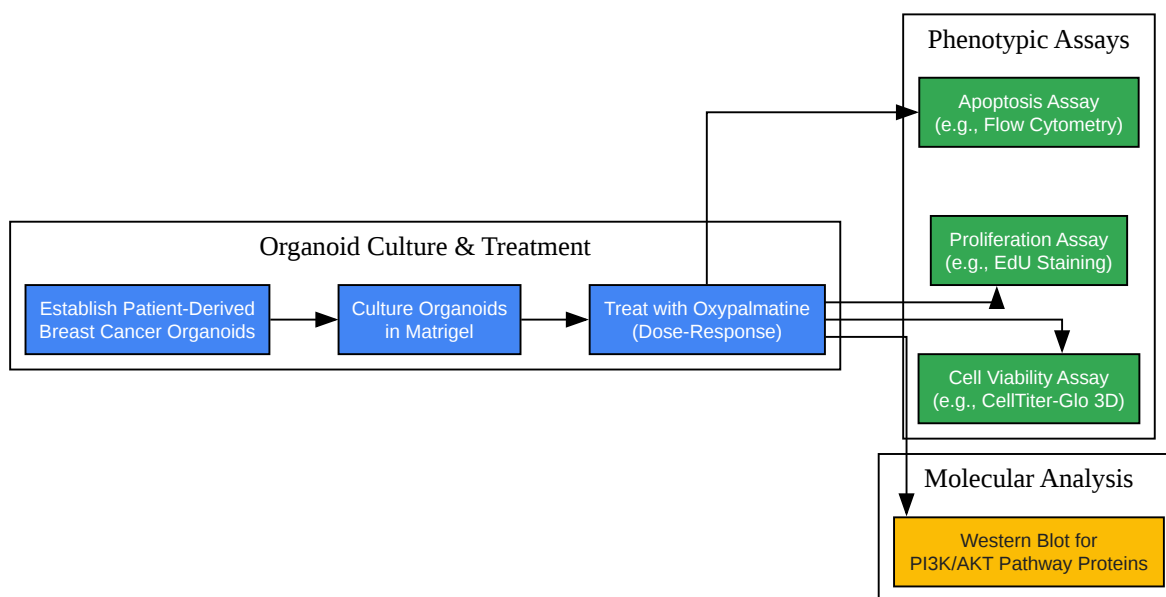 Phenotypic Assays
Apoptosis Assay
(e.g., Flow Cytometry)
Proliferation Assay
(e.g., EdU Staining)
Organoid Culture & Treatment
Establish Patient-Derived
Breast Cancer Organoids
Culture Organoids
in Matrigel
Treat with Oxypalmatine
(Dose-Response)
Cell Viability Assay
(e.g., CellTiter-Glo 3D)
Molecular Analysis
Western Blot for
PI3K/AKT Pathway Proteins